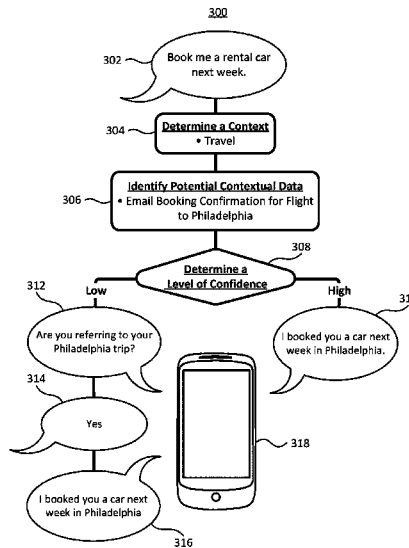 300
302
Book me a rental car
next week.
304
Determine a Context
• Travel
306
Identify Potential Contextual Data
• Email Booking Confirmation for Flight
to Philadelphia
308
Determine a
Level of Confidence
Low
High
312
Are you referring to your
Philadelphia trip?
I booked you a car next
week in Philadelphia.
314
Yes
318
I booked you a car next
week in Philadelphia
316